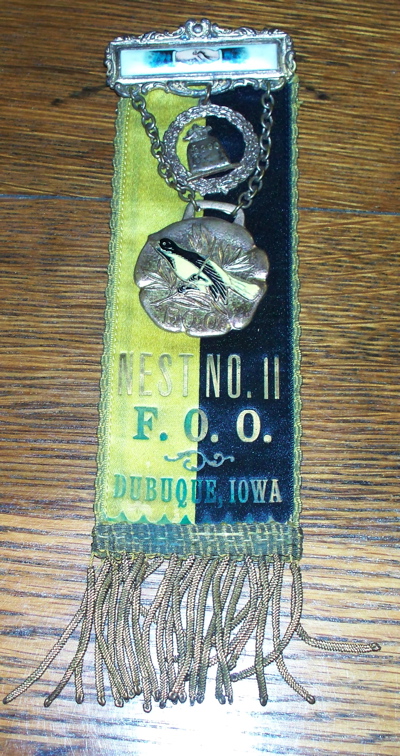 NEST NO. 11
F. O. O.
DUBUQUE, IOWA